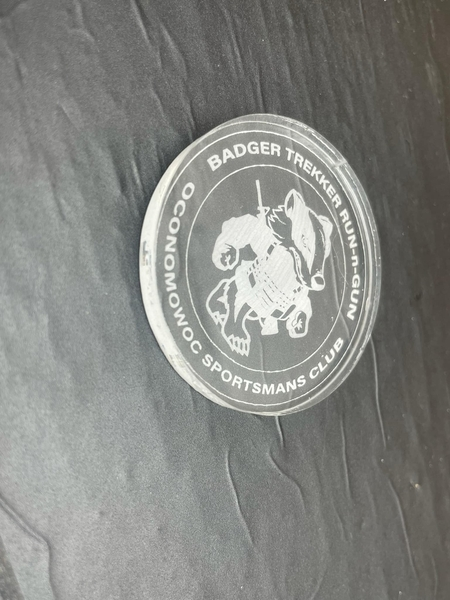 BADGER TREKKER RUN-n-GUN
OCONOMOWOC SPORTSMANS CLUB